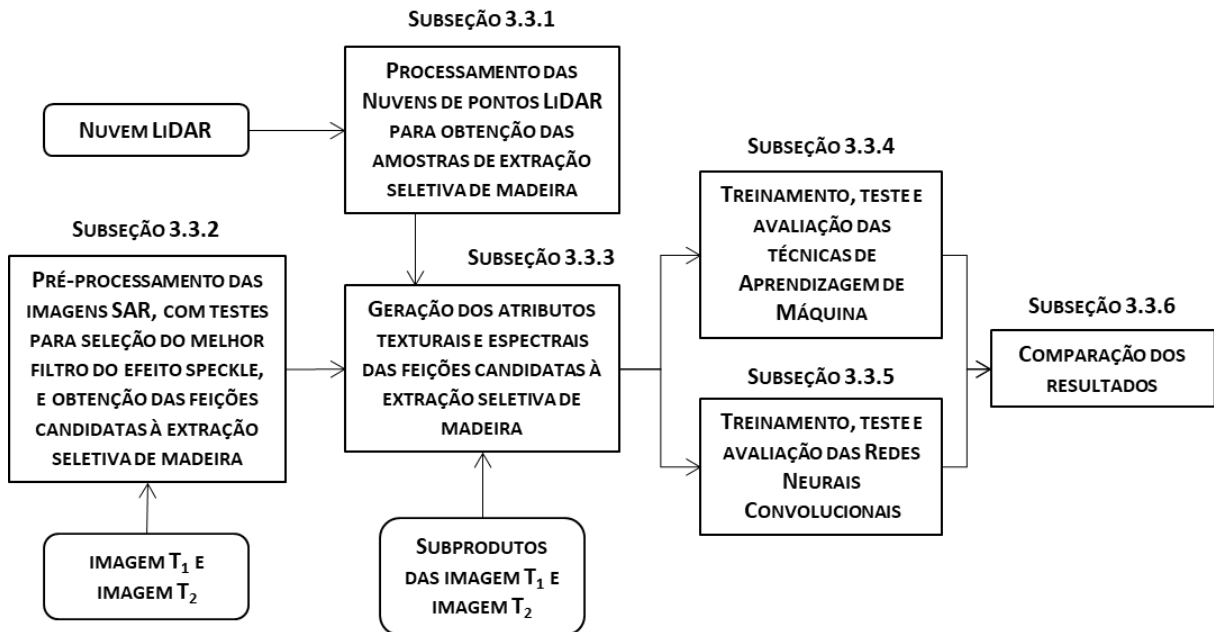 SUBSEÇÃO 3.3.1
PROCESSAMENTO DAS
NUVENS DE PONTOS LIDAR
PARA OBTENÇÃO DAS
AMOSTRAS DE EXTRAÇÃO
SELETIVA DE MADEIRA
NUVEM LIDAR
SUBSEÇÃO 3.3.2
PRÉ-PROCESSAMENTO DAS
IMAGENS SAR, COM TESTES
PARA SELEÇÃO DO MELHOR
FILTRO DO EFEITO SPECKLE,
E OBTENÇÃO DAS FEIÇÕES
CANDIDATAS À EXTRAÇÃO
SELETIVA DE MADEIRA
IMAGEM T₁ E
IMAGEM T₂
SUBSEÇÃO 3.3.3
GERAÇÃO DOS ATRIBUTOS
TEXTURAIS E ESPECTRAIS
DAS FEIÇÕES CANDIDATAS À
EXTRAÇÃO SELETIVA DE
MADEIRA
SUBPRODUTOS
DAS IMAGEM T₁ E
IMAGEM T₂
SUBSEÇÃO 3.3.4
TREINAMENTO, TESTE E
AVALIAÇÃO DAS
TÉCNICAS DE
APRENDIZAGEM DE
MÁQUINA
SUBSEÇÃO 3.3.5
TREINAMENTO, TESTE E
AVALIAÇÃO DAS REDES
NEURAIS
CONVOLUCIONAIS
SUBSEÇÃO 3.3.6
COMPARAÇÃO DOS
RESULTADOS